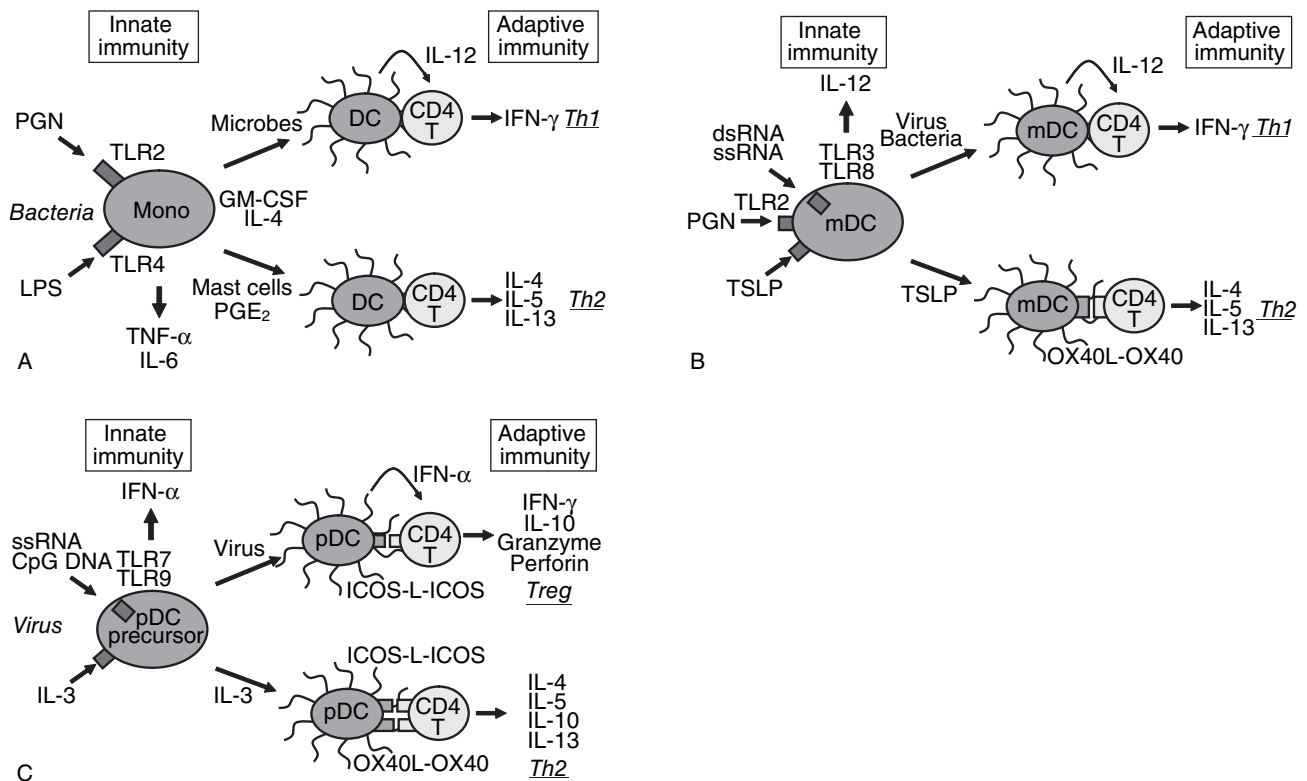 Innate
immunity
Adaptive
immunity
IL-12
PGN
Microbes
DC
CD4
T
IFN-γ Th1
TLR2
Bacteria
Mono
GM-CSF
IL-4
TLR4
LPS
Mast cells
PGE2
DC
CD4
T
IL-4
IL-5
IL-13
Th2
TNF-α
IL-6
A
Innate
immunity
Adaptive
immunity
IL-12
IL-12
dsRNA
ssRNA
TLR3
TLR8
Virus
Bacteria
mDC
CD4
T
IFN-γ Th1
TLR2
PGN
mDC
TSLP
TSLP
mDC
CD4
T
IL-4
IL-5
IL-13
Th2
OX40L-OX40
B
Innate
immunity
Adaptive
immunity
IFN-α
IFN-α
ssRNA
CpG DNA
TLR7
TLR9
Virus
pDC
CD4
T
IFN-γ
IL-10
Granzyme
Perforin
Treg
ICOS-L-ICOS
Virus
pDC
precursor
IL-3
IL-3
ICOS-L-ICOS
pDC
CD4
T
IL-4
IL-5
IL-10
IL-13
Th2
OX40L-OX40
C